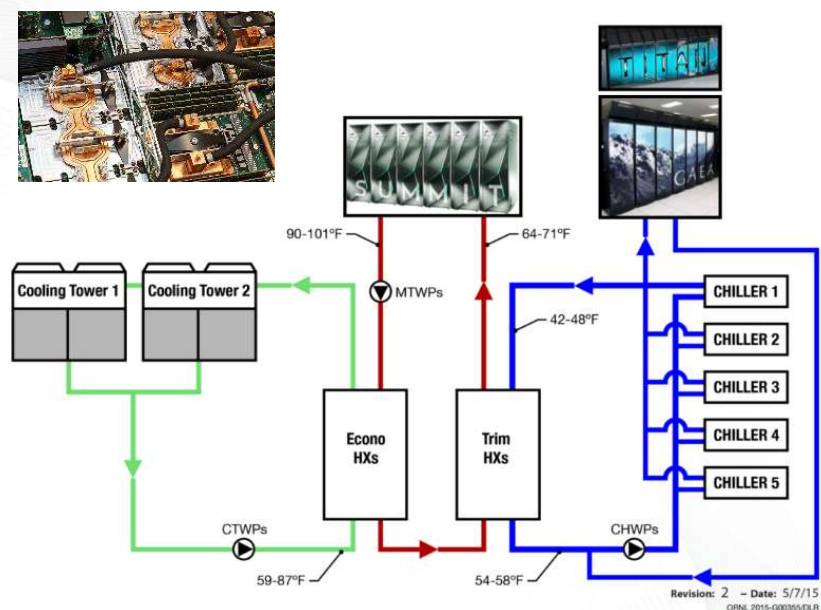 TITAN
GAEA
SUMMIT
90-101ºF
64-71ºF
Cooling Tower 1
Cooling Tower 2
MTWPs
CHILLER 1
42-48ºF
CHILLER 2
CHILLER 3
Econo
HXs
Trim
HXs
CHILLER 4
CHILLER 5
CTWPs
CHWPs
59-87ºF
54-58ºF
Revision: 2 – Date: 5/7/15
ORNL 2015-G00355/DLR